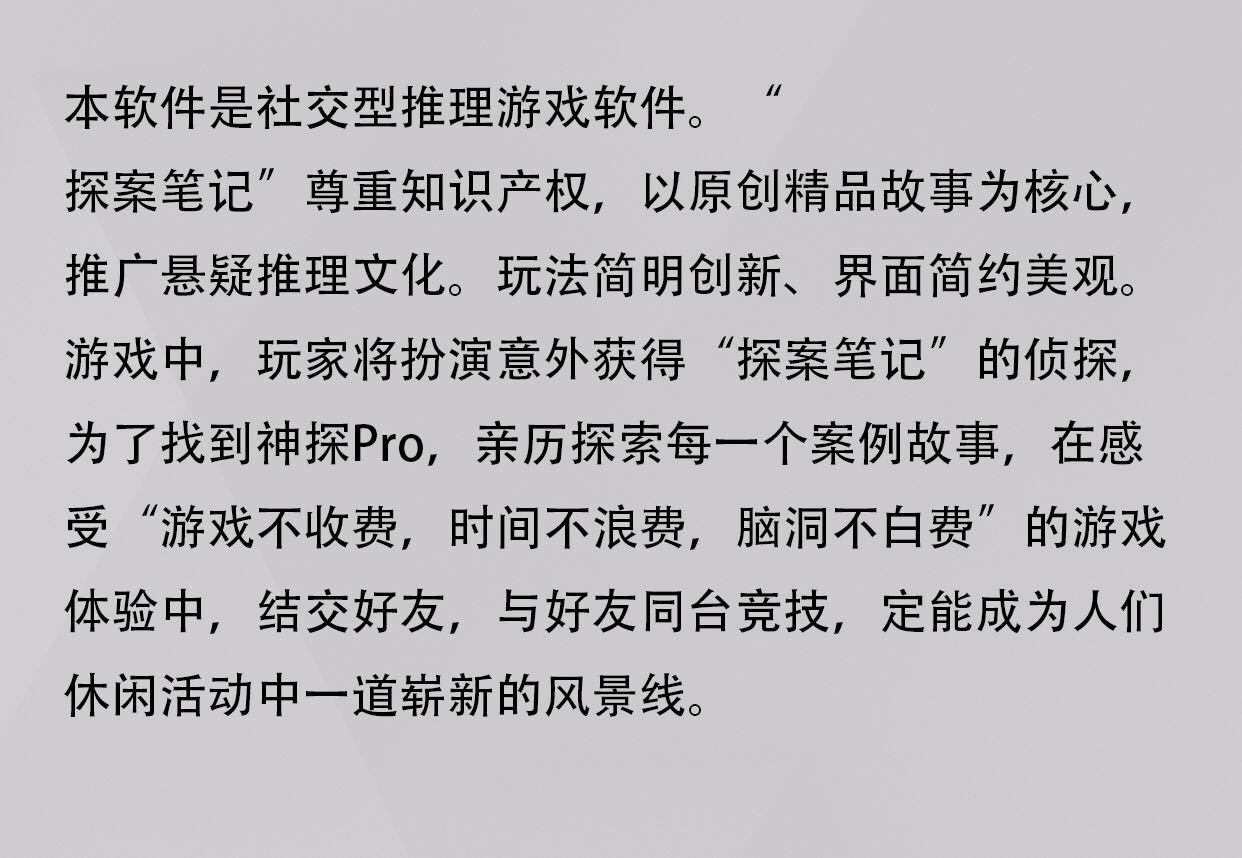 本软件是社交型推理游戏软件。“
探案笔记”尊重知识产权，以原创精品故事为核心，
推广悬疑推理文化。玩法简明创新、界面简约美观。
游戏中，玩家将扮演意外获得“探案笔记”的侦探，
为了找到神探Pro，亲历探索每一个案例故事，在感
受“游戏不收费，时间不浪费，脑洞不白费”的游戏
体验中，结交好友，与好友同台竞技，定能成为人们
休闲活动中一道崭新的风景线。